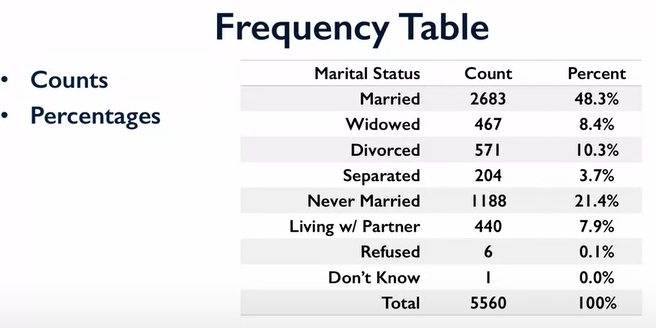 Frequency Table
• Counts
• Percentages
Marital Status Count Percent
Married 2683 48.3%
Widowed 467 8.4%
Divorced 571 10.3%
Separated 204 3.7%
Never Married 1188 21.4%
Living w/ Partner 440 7.9%
Refused 6 0.1%
Don't Know 1 0.0%
Total 5560 100%